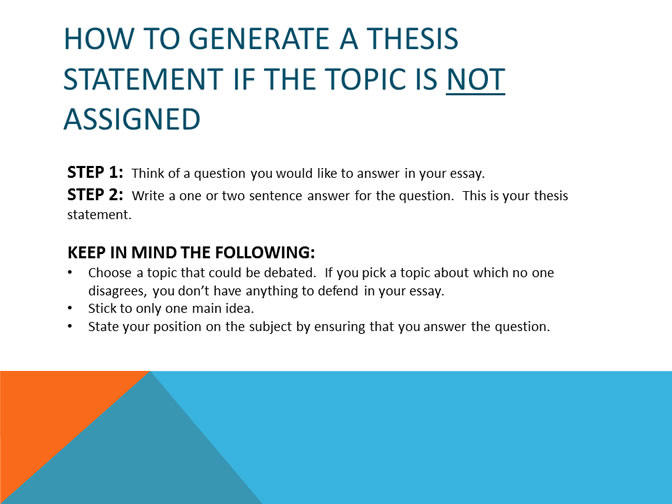 HOW TO GENERATE A THESIS
STATEMENT IF THE TOPIC IS NOT
ASSIGNED
STEP 1: Think of a question you would like to answer in your essay.
STEP 2: Write a one or two sentence answer for the question. This is your thesis
statement.
KEEP IN MIND THE FOLLOWING:
• Choose a topic that could be debated. If you pick a topic about which no one
disagrees, you don't have anything to defend in your essay.
• Stick to only one main idea.
• State your position on the subject by ensuring that you answer the question.